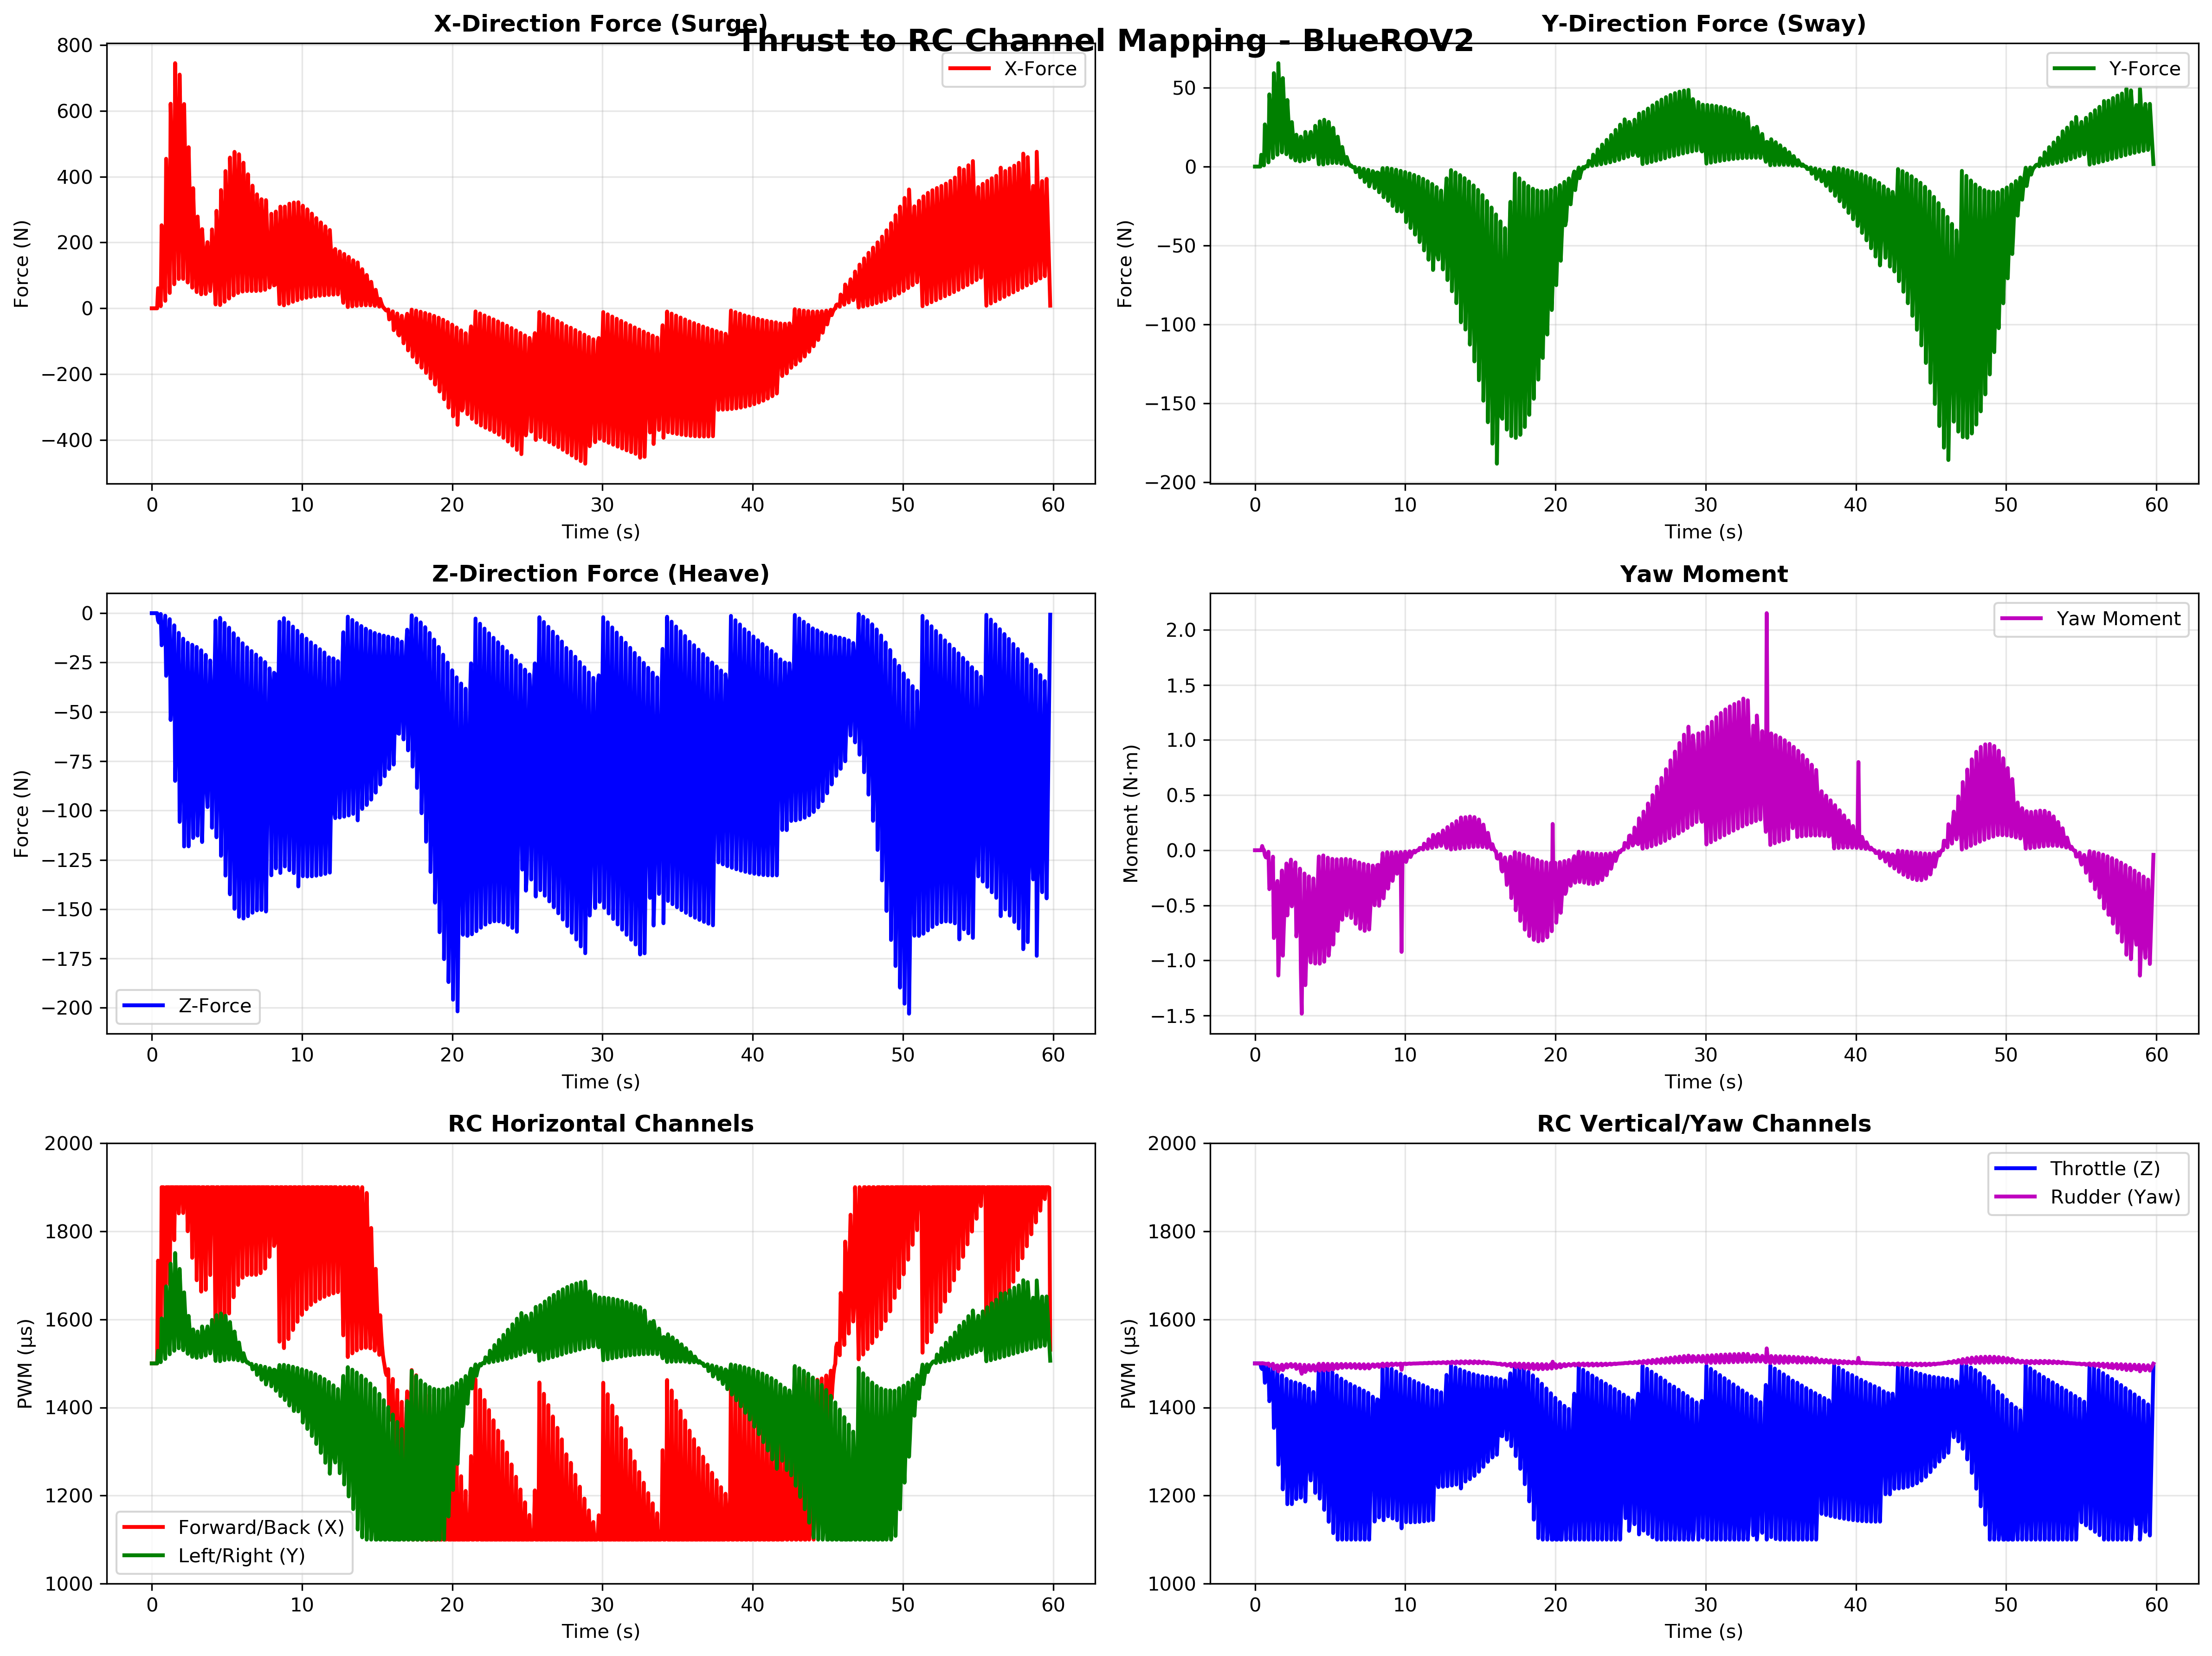 Thrust to RC Channel Mapping - BlueROV2
X-Direction Force (Surge)
800
600
400
200
0
−200
−400
Force (N)
X-Force
0 10 20 30 40 50 60
Time (s)
Y-Direction Force (Sway)
50
0
−50
−100
−150
−200
Force (N)
Y-Force
0 10 20 30 40 50 60
Time (s)
Z-Direction Force (Heave)
0
−25
−50
−75
−100
−125
−150
−175
−200
Force (N)
Z-Force
0 10 20 30 40 50 60
Time (s)
Yaw Moment
2.0
1.5
1.0
0.5
0.0
−0.5
−1.0
−1.5
Moment (N·m)
Yaw Moment
0 10 20 30 40 50 60
Time (s)
RC Horizontal Channels
2000
1800
1600
1400
1200
1000
PWM (μs)
Forward/Back (X)
Left/Right (Y)
0 10 20 30 40 50 60
Time (s)
RC Vertical/Yaw Channels
2000
1800
1600
1400
1200
1000
PWM (μs)
Throttle (Z)
Rudder (Yaw)
0 10 20 30 40 50 60
Time (s)